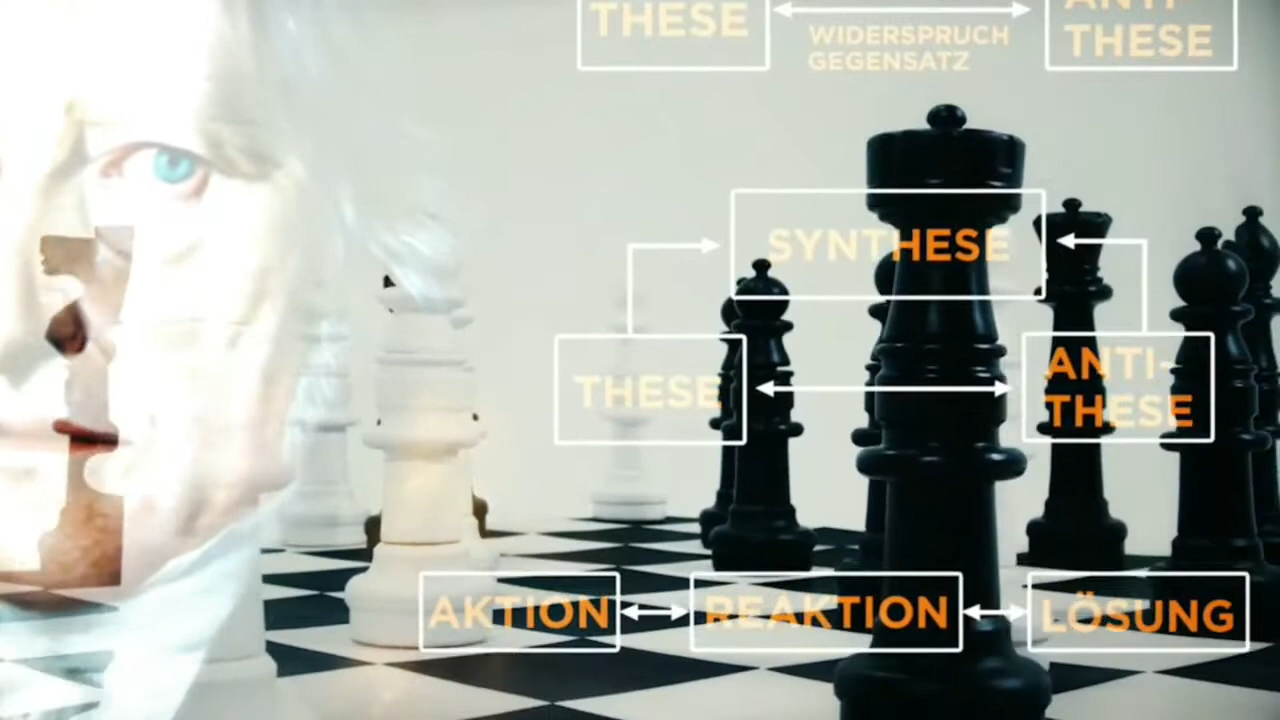 THESE
WIDERSPRUCH
GEGENSATZ
ANTI-
THESE
SYNTHESE
THESE
ANTI-
THESE
AKTION
REAKTION
LÖSUNG